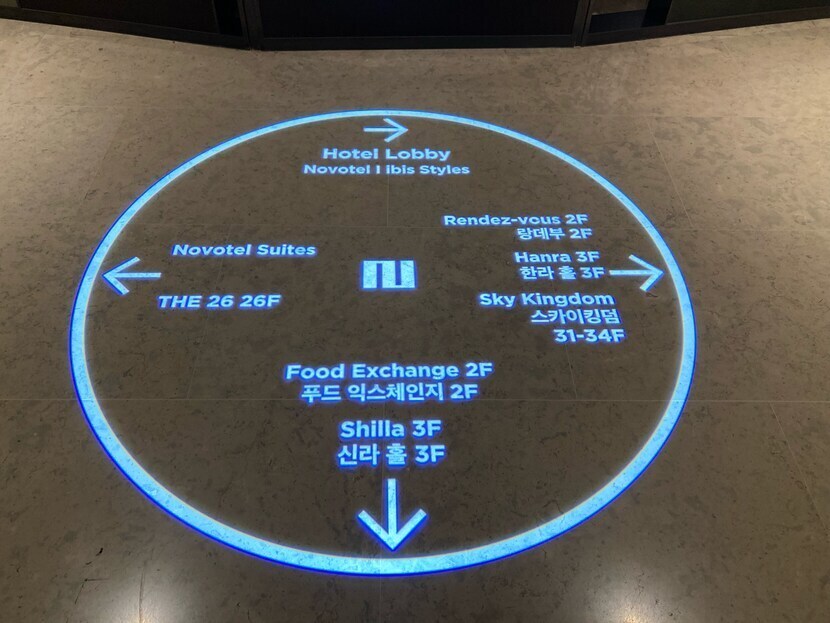 Hotel Lobby
Novotel | ibis Styles
Novotel Suites
THE 26 26F
Rendez-vous 2F
랑데부 2F
Hanra 3F
한라 홀 3F
Sky Kingdom
스카이킹덤
31-34F
Food Exchange 2F
푸드 익스체인지 2F
Shilla 3F
신라 홀 3F